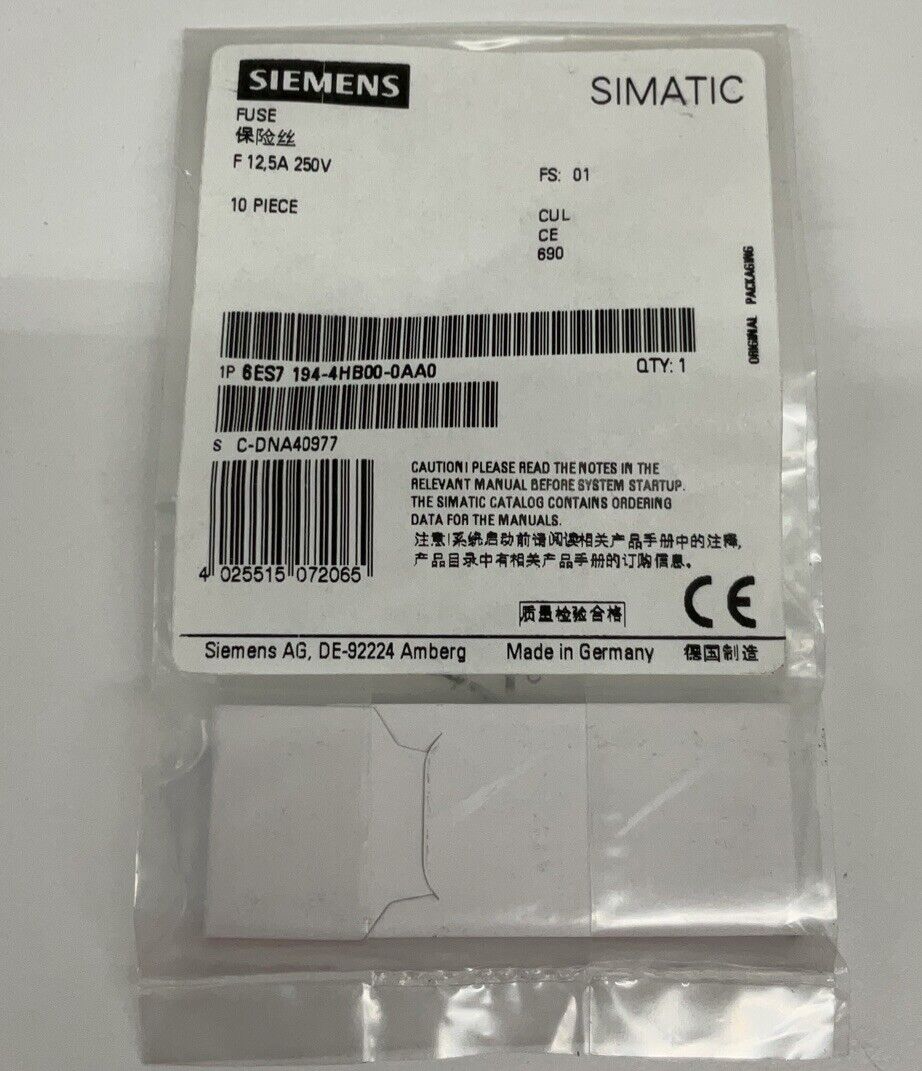 SIEMENS
SIMATIC
FUSE
保险丝
F 12,5A 250V
FS: 01
10 PIECE
CUL
CE
690
ORIGINAL PACKAGING
1P 6ES7 194-4HB00-0AA0
QTY: 1
S C-DNA40977
CAUTION! PLEASE READ THE NOTES IN THE
RELEVANT MANUAL BEFORE SYSTEM STARTUP.
THE SIMATIC CATALOG CONTAINS ORDERING
DATA FOR THE MANUALS.
注意!系统启动前请阅读相关产品手册中的注释,
产品目录中有相关产品手册的订购信息。
4 025515 072065
质量检验合格
CE
Siemens AG, DE-92224 Amberg
Made in Germany 德国制造